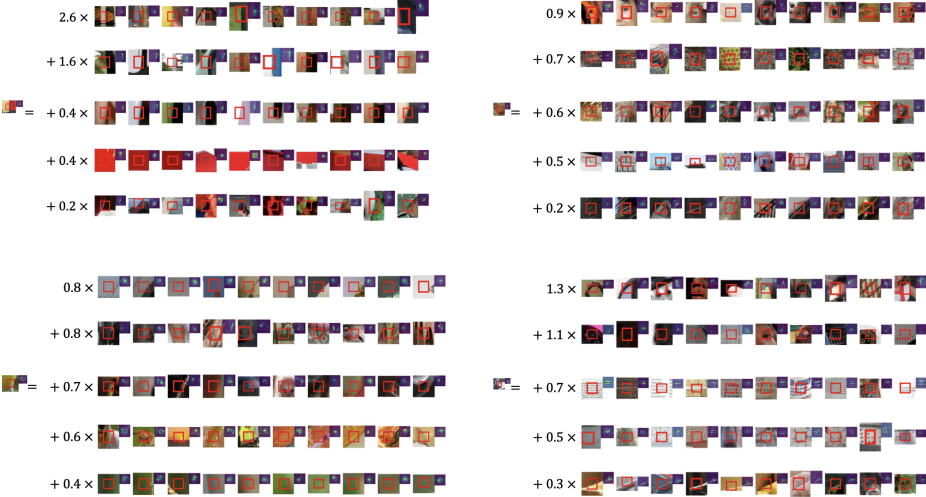 2.6 ×
+ 1.6 ×
= + 0.4 ×
+ 0.4 ×
+ 0.2 ×
0.9 ×
+ 0.7 ×
= + 0.6 ×
+ 0.5 ×
+ 0.2 ×
0.8 ×
+ 0.8 ×
= + 0.7 ×
+ 0.6 ×
+ 0.4 ×
1.3 ×
+ 1.1 ×
= + 0.7 ×
+ 0.5 ×
+ 0.3 ×